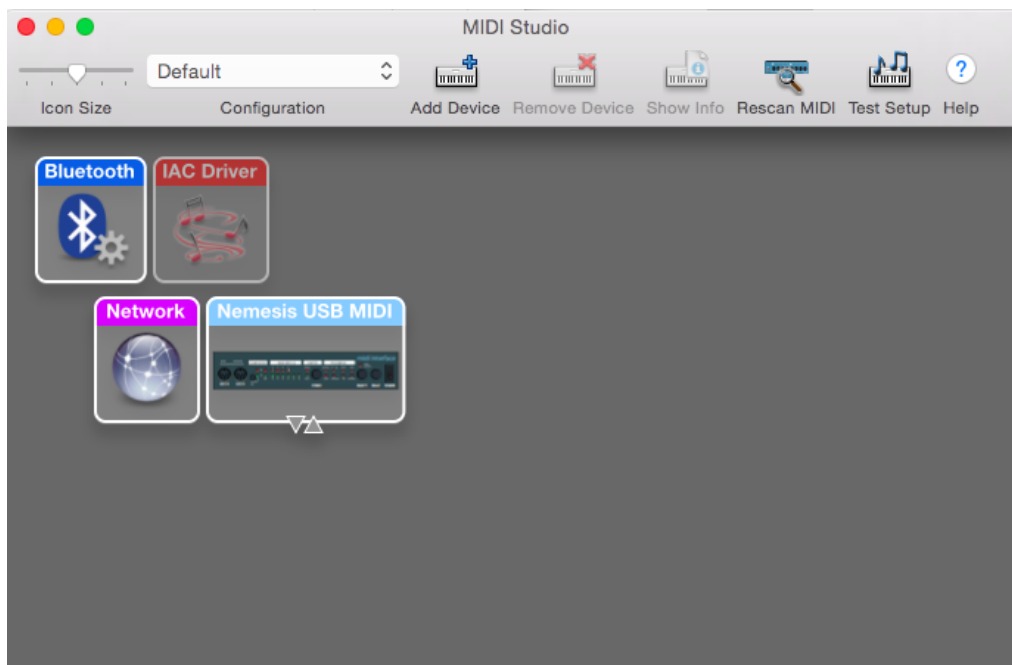 MIDI Studio
Default
Icon Size
Configuration
Add Device
Remove Device
Show Info
Rescan MIDI
Test Setup
Help
Bluetooth
IAC Driver
Network
Nemesis USB MIDI